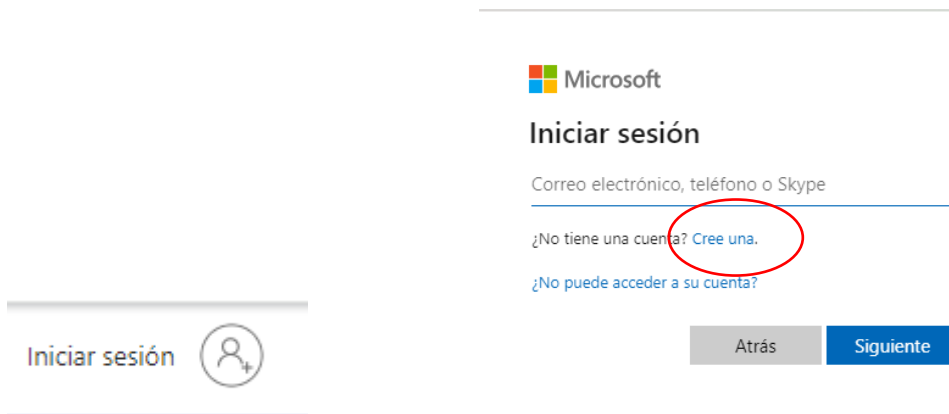 Microsoft
Iniciar sesión
Correo electrónico, teléfono o Skype
¿No tiene una cuenta? Cree una.
¿No puede acceder a su cuenta?
Atrás Siguiente
Iniciar sesión